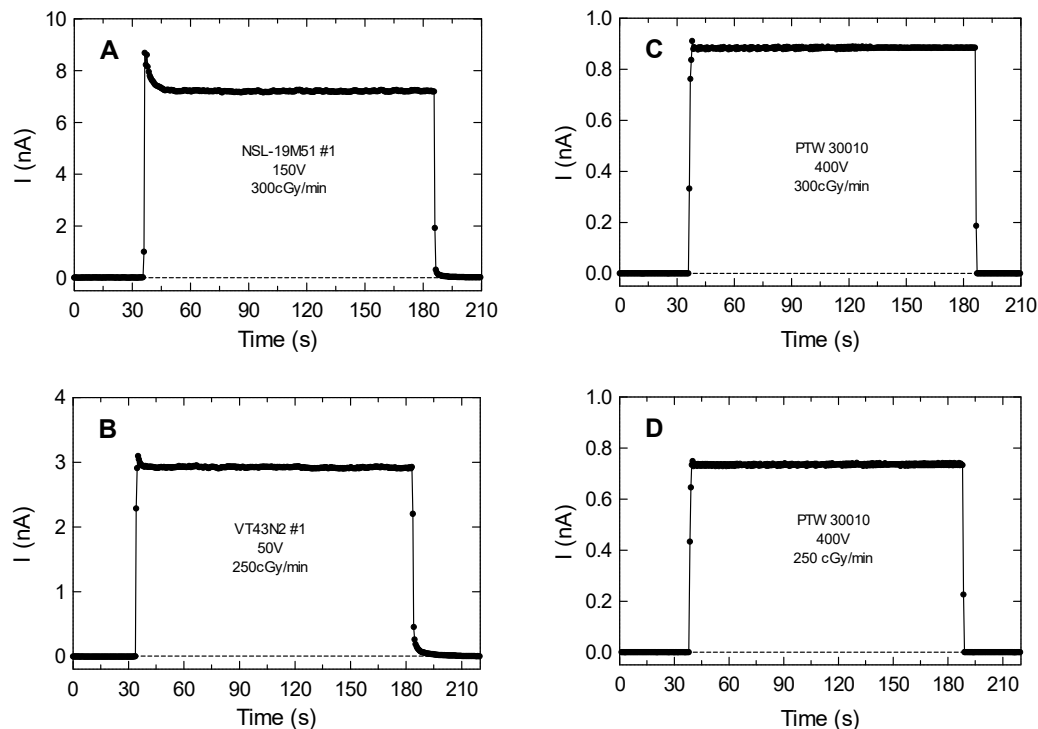 A
I (nA)
10
8
6
4
2
0
NSL-19M51 #1
150V
300cGy/min
0 30 60 90 120 150 180 210
Time (s)
C
I (nA)
1.0
0.8
0.6
0.4
0.2
0.0
PTW 30010
400V
300cGy/min
0 30 60 90 120 150 180 210
Time (s)
B
I (nA)
4
3
2
1
0
VT43N2 #1
50V
250cGy/min
0 30 60 90 120 150 180 210
Time (s)
D
I (nA)
1.0
0.8
0.6
0.4
0.2
0.0
PTW 30010
400V
250 cGy/min
0 30 60 90 120 150 180 210
Time (s)